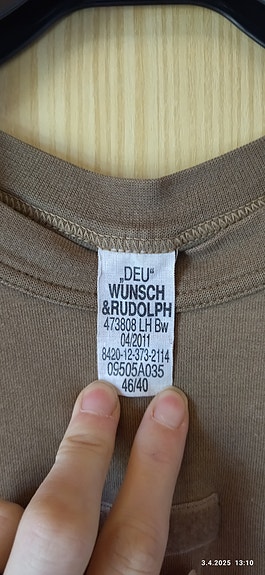 „DEU“
WUNSCH
&RUDOLPH
473808 LH Bw
04/2011
8420-12-373-2114
09505A035
46/40
3.4.2025 13:10